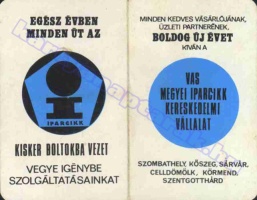 EGÉSZ ÉVBEN
MINDEN ÚT AZ
IPARCIKK
KISKER BOLTOKBA VEZET
VEGYE IGÉNYBE
SZOLGÁLTATÁSAINKAT
MINDEN KEDVES VÁSÁRLÓJÁNAK,
ÜZLETI PARTNERÉNEK,
BOLDOG ÚJ ÉVET
KÍVÁN A
VAS
MEGYEI IPARCIKK
KERESKEDELMI
VÁLLALAT
SZOMBATHELY, KŐSZEG, SÁRVÁR,
CELLDÖMÖLK, KÖRMEND,
SZENTGOTTHÁRD